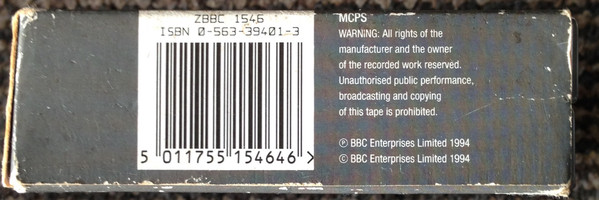 ZBBC 1546
ISBN 0-563-39401-3
5 011755 154646 >
MCPS
WARNING: All rights of the
manufacturer and the owner
of the recorded work reserved.
Unauthorised public performance,
broadcasting and copying
of this tape is prohibited.
℗ BBC Enterprises Limited 1994
© BBC Enterprises Limited 1994